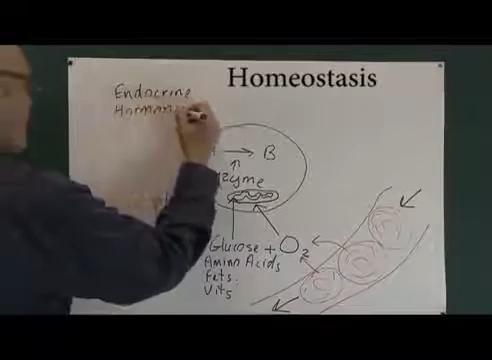 Homeostasis
Endocrine
→ B
Glucose + O₂
Amino Acids
Fats
Vits